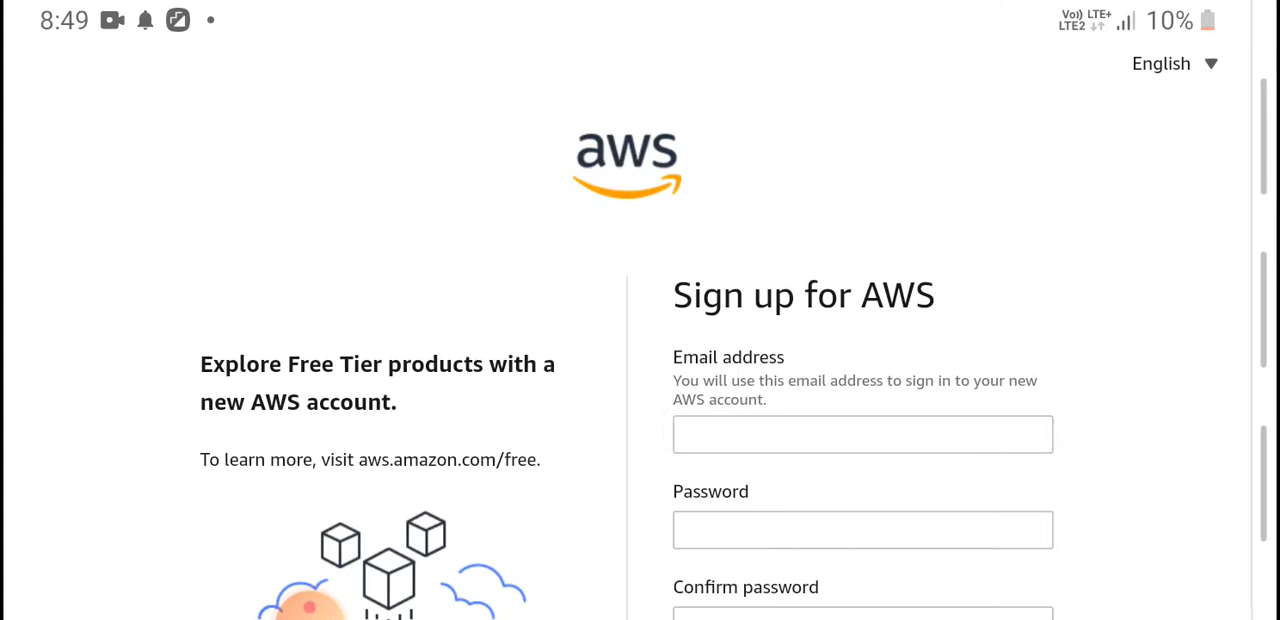 8:49
Vo)) LTE+
LTE2
10%
English
aws
Sign up for AWS
Explore Free Tier products with a
new AWS account.
To learn more, visit aws.amazon.com/free.
Email address
You will use this email address to sign in to your new
AWS account.
Password
Confirm password